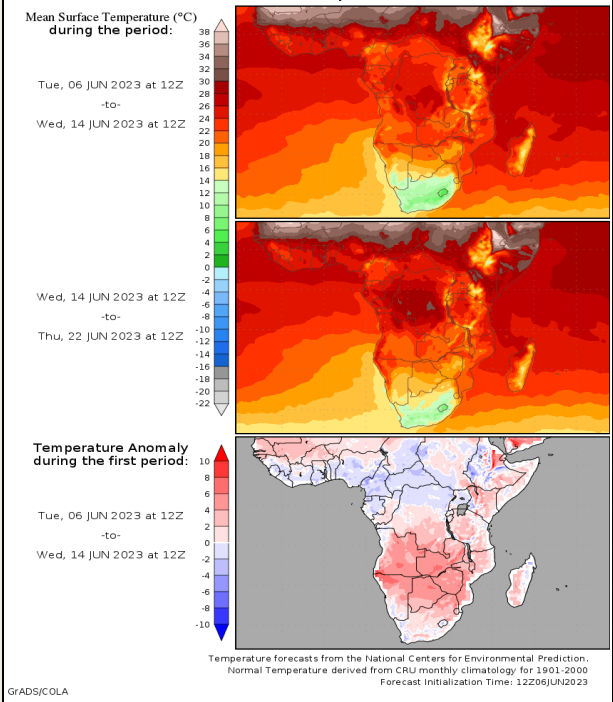 Mean Surface Temperature (°C)
during the period:
Tue, 06 JUN 2023 at 12Z
-to-
Wed, 14 JUN 2023 at 12Z
38
36
34
32
30
28
26
24
22
20
18
16
14
12
10
8
6
4
2
0
-2
-4
-6
-8
-10
-12
-14
-16
-18
-20
-22
Wed, 14 JUN 2023 at 12Z
-to-
Thu, 22 JUN 2023 at 12Z
Temperature Anomaly
during the first period:
Tue, 06 JUN 2023 at 12Z
-to-
Wed, 14 JUN 2023 at 12Z
10
8
6
4
2
0
-2
-4
-6
-8
-10
Temperature forecasts from the National Centers for Environmental Prediction.
Normal Temperature derived from CRU monthly climatology for 1901-2000
Forecast Initialization Time: 12Z06JUN2023
GrADS/COLA